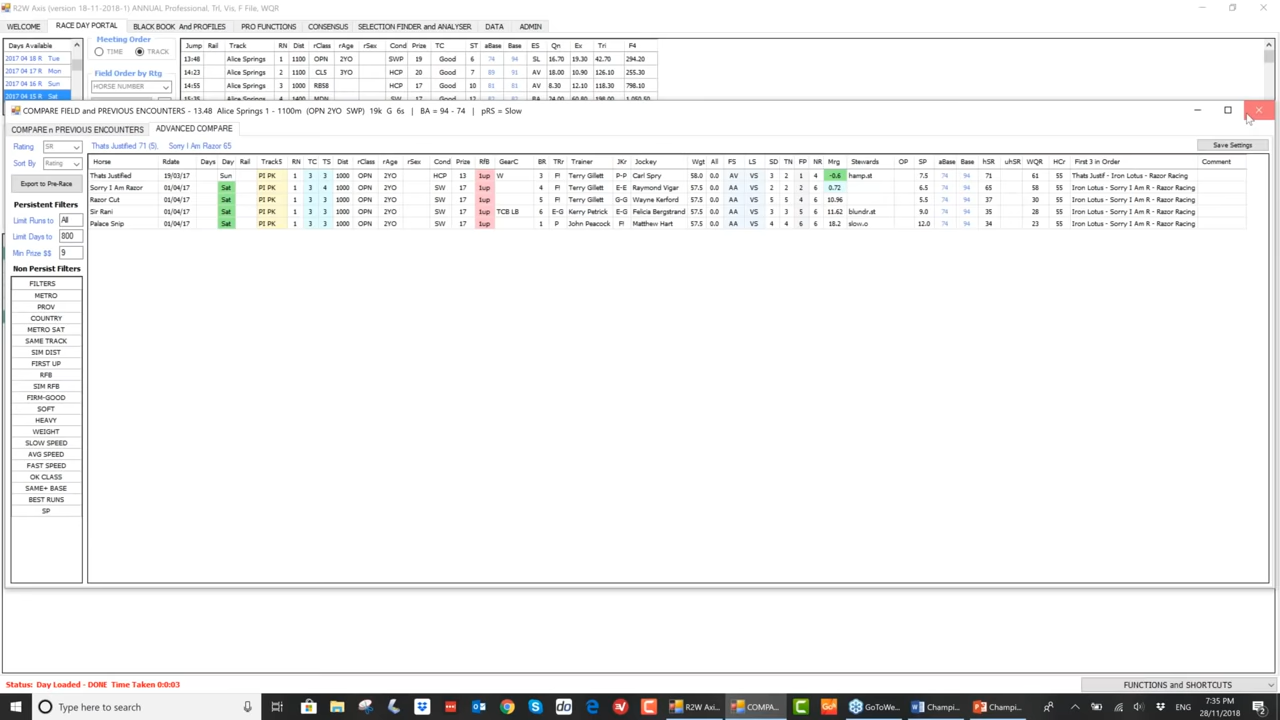 R2W Axis (version 18-11-2018-1) ANNUAL Professional, Trl, Vis, F File, WQR
WELCOME RACE DAY PORTAL BLACK BOOK And PROFILES PRO FUNCTIONS CONSENSUS SELECTION FINDER and ANALYSER DATA ADMIN
Days Available Meeting Order Jump Rail Track RN Dist rClass rAge rSex Cond Prize TC ST aBase Base ES Qn Ex Tri F4
2017 04 18 R Tue TIME TRACK 13:48 Alice Springs 1 1100 OPN 2YO SWP 19 Good 6 74 94 SL 16.70 19.30 42.70 294.20
2017 04 17 R Mon Field Order by Rtg 14:23 Alice Springs 2 1100 CL5 3YO HCP 20 Good 7 89 91 AV 8.30 10.90 126.10 255.30
2017 04 16 R Sun HORSE NUMBER 14:55 Alice Springs 3 1000 RB58 HCP 17 Good 10 81 81 AV 8.30 12.10 118.30 798.10
2017 04 15 R Sat
COMPARE FIELD and PREVIOUS ENCOUNTERS - 13.48 Alice Springs 1 - 1100m (OPN 2YO SWP) 19k G 6s | BA = 94 - 74 | pRS = Slow
COMPARE n PREVIOUS ENCOUNTERS ADVANCED COMPARE
Rating SR Thats Justified 71 (5), Sorry I Am Razor 65 Save Settings
Sort By Rating
Export to Pre-Race
Persistent Filters
Limit Runs to All
Limit Days to 800
Min Prize $$ 9
Non Persist Filters
FILTERS
METRO
PROV
COUNTRY
METRO SAT
SAME TRACK
SIM DIST
FIRST UP
RFB
SIM RFB
FIRM-GOOD
SOFT
HEAVY
WEIGHT
SLOW SPEED
AVG SPEED
FAST SPEED
OK CLASS
SAME+ BASE
BEST RUNS
SP
Horse Rdate Days Day Rail TrackS RN TC TS Dist rClass rAge rSex Cond Prize RfB GearC BR TRr Trainer JKr Jockey Wgt All FS LS SD TN FP NR Mrg Stewards OP SP aBase Base hSR uhSR WQR HCr First 3 in Order Comment
Thats Justified 19/03/17 Sun PI PK 1 3 3 1000 OPN 2YO HCP 13 1up W 3 F! Terry Gillett P-P Carl Spry 58.0 0.0 AV VS 3 2 1 4 -0.6 hamp.st 7.5 74 94 71 61 55 Thats Justif - Iron Lotus - Razor Racing
Sorry I Am Razor 01/04/17 Sat PI PK 1 3 4 1000 OPN 2YO SW 17 1up 4 F! Terry Gillett E-E Raymond Vigar 57.5 0.0 AA VS 2 1 2 6 0.72 6.5 74 94 65 58 55 Iron Lotus - Sorry I Am R - Razor Racing
Razor Cut 01/04/17 Sat PI PK 1 3 3 1000 OPN 2YO SW 17 1up 2 F! Terry Gillett G-G Wayne Kerford 57.5 0.0 AA VS 5 5 4 6 10.96 5.5 74 94 37 30 55 Iron Lotus - Sorry I Am R - Razor Racing
Sir Rani 01/04/17 Sat PI PK 1 3 3 1000 OPN 2YO SW 17 1up TCB LB 6 E-G Kerry Petrick E-G Felicia Bergstrand 57.5 0.0 AA VS 3 3 5 6 11.62 blundr.st 9.0 74 94 35 28 55 Iron Lotus - Sorry I Am R - Razor Racing
Palace Snip 01/04/17 Sat PI PK 1 3 3 1000 OPN 2YO SW 17 1up 1 P John Peacock F! Matthew Hart 57.5 0.0 AA VS 4 4 6 6 18.2 slow.o 12.0 74 94 34 23 55 Iron Lotus - Sorry I Am R - Razor Racing
Status: Day Loaded - DONE Time Taken 0:0:03 FUNCTIONS and SHORTCUTS
Type here to search R2W Axi... COMPA... GoToWe... Champi... Champi... ENG 7:35 PM
28/11/2018